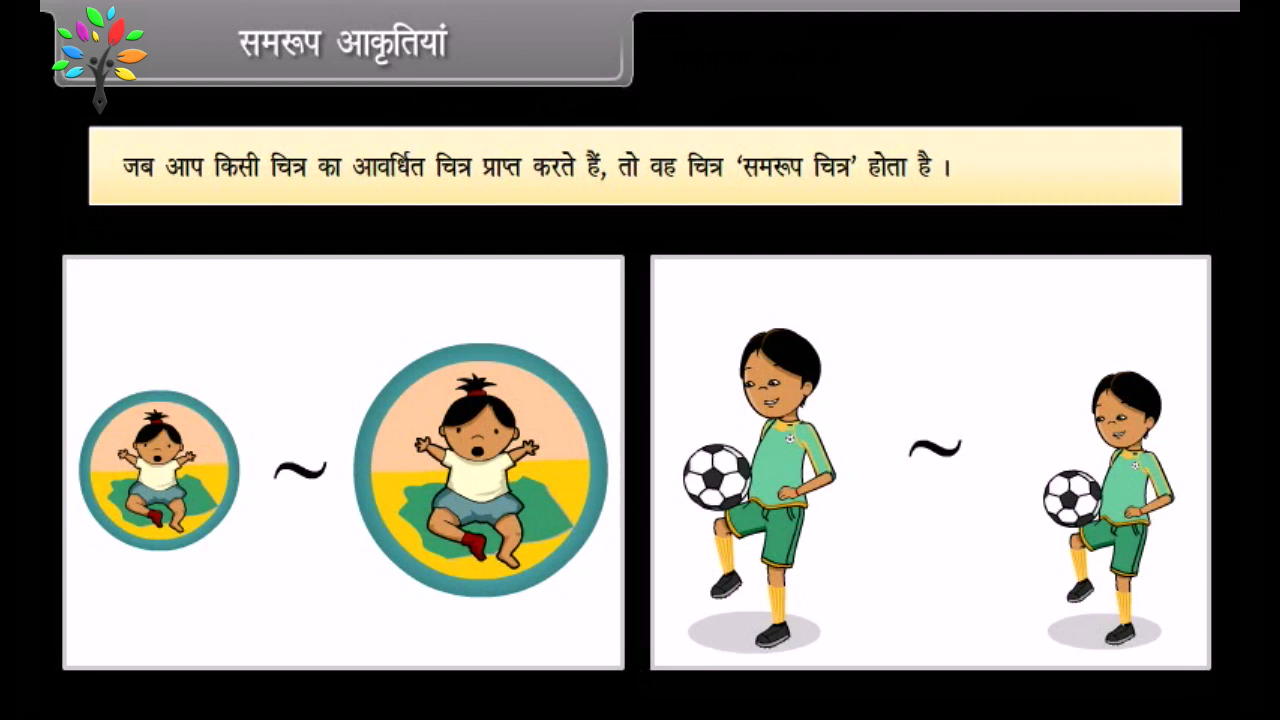 समरूप आकृतियां
जब आप किसी चित्र का आवर्धित चित्र प्राप्त करते हैं, तो वह चित्र ‘समरूप चित्र’ होता है ।
~
~